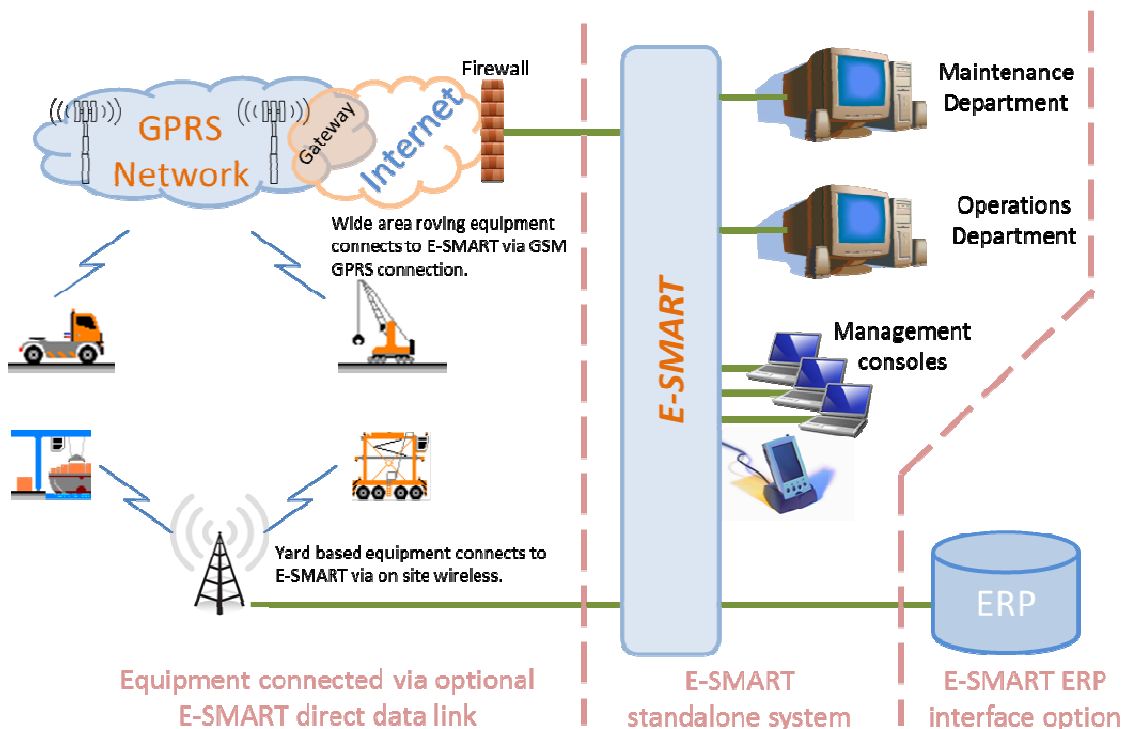 Firewall
GPRS
Network
Gateway
Internet
Wide area roving equipment
connects to E-SMART via GSM
GPRS connection.
Yard based equipment connects to
E-SMART via on site wireless.
E-SMART
Maintenance
Department
Operations
Department
Management
consoles
ERP
Equipment connected via optional
E-SMART direct data link
E-SMART
standalone system
E-SMART ERP
interface option